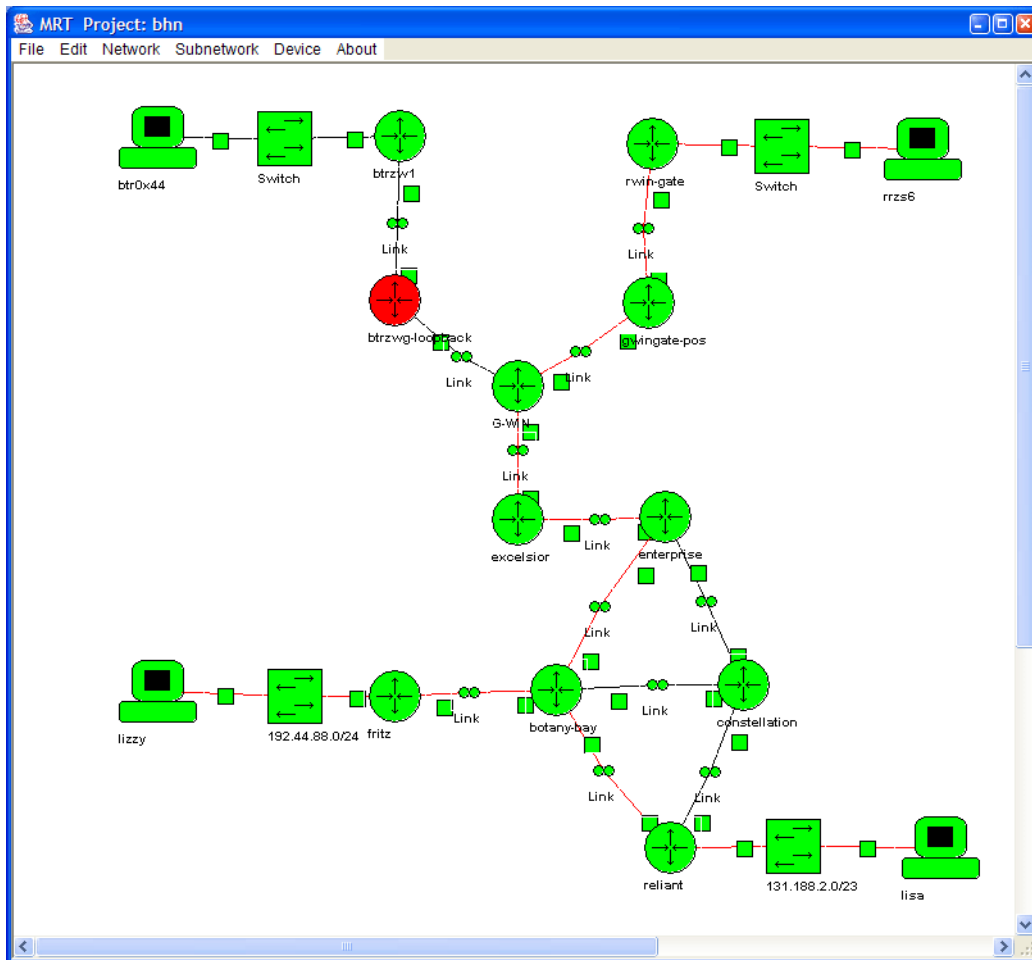 MRT Project: bhn
File Edit Network Subnetwork Device About
btr0x44
Switch
btrzw1
rwin-gate
Switch
rrzs6
Link
Link
btrzwg-loopback
gwingate-pos
Link
Link
G-WIN
Link
excelsior
Link
enterprise
Link
Link
lizzy
192.44.88.0/24
fritz
Link
botany-bay
Link
constellation
Link
Link
reliant
131.188.2.0/23
lisa